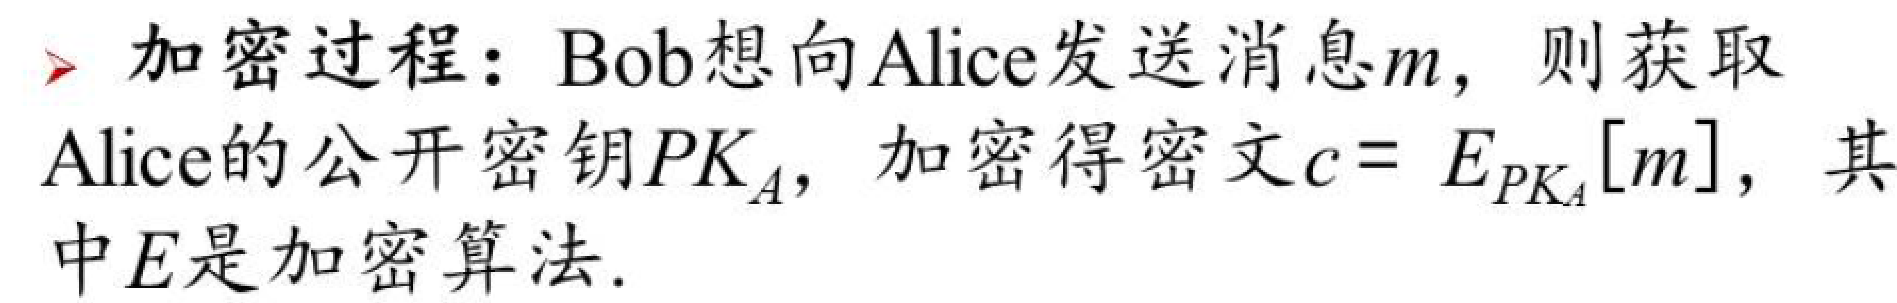 ➢ 加密过程：Bob想向Alice发送消息m，则获取
Alice的公开密钥PK_A，加密得密文c = E_{PK_A}[m]，其
中E是加密算法.